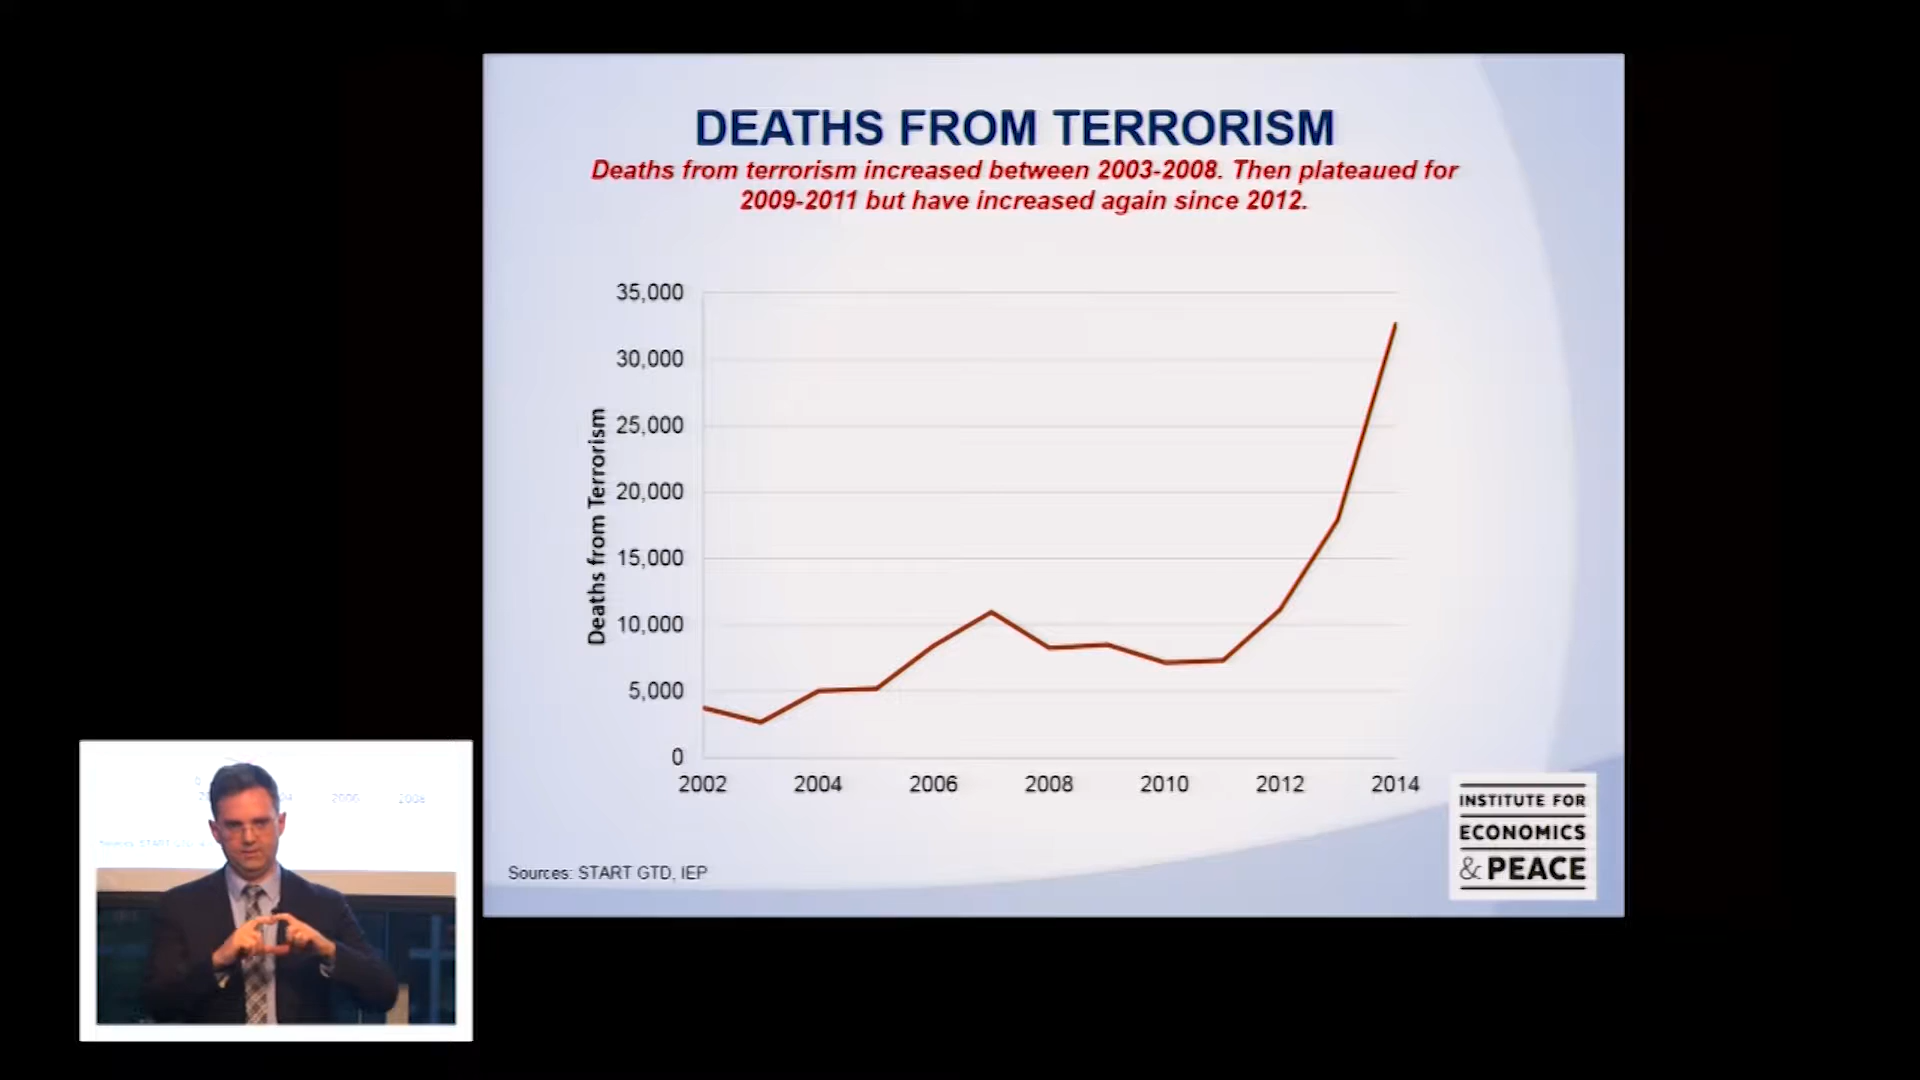 DEATHS FROM TERRORISM
Deaths from terrorism increased between 2003-2008. Then plateaued for
2009-2011 but have increased again since 2012.
Deaths from Terrorism
35,000
30,000
25,000
20,000
15,000
10,000
5,000
0
2002 2004 2006 2008 2010 2012 2014
Sources: START GTD, IEP
INSTITUTE FOR
ECONOMICS
& PEACE
2006 2008